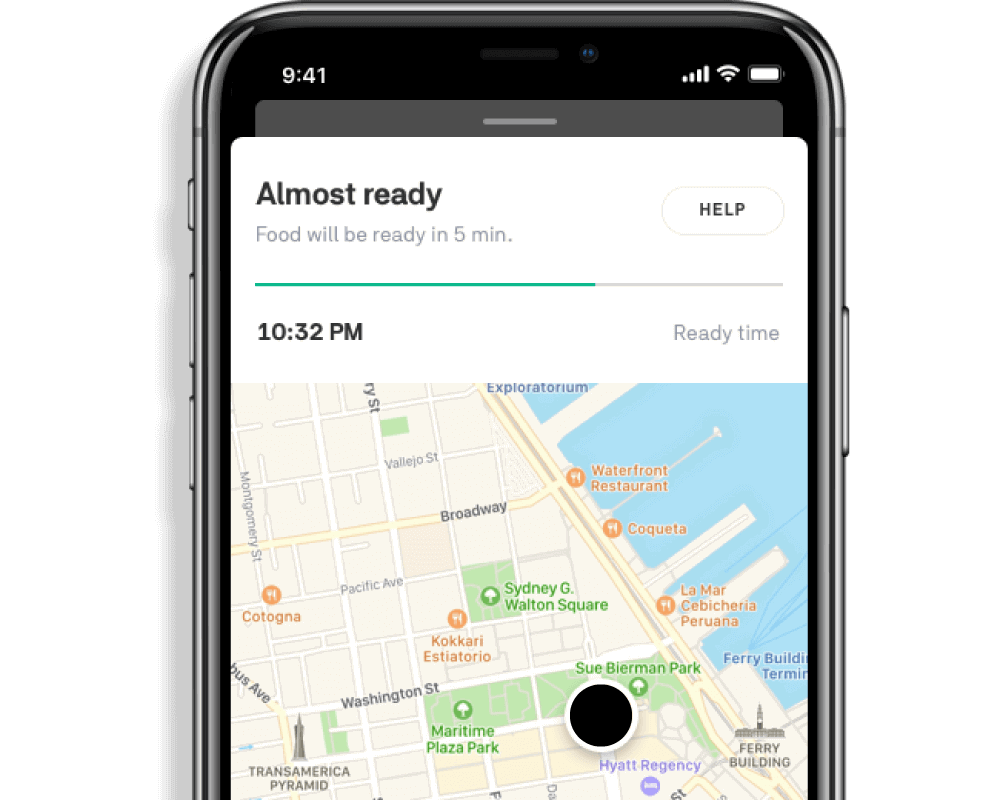 9:41
Almost ready
HELP
Food will be ready in 5 min.
10:32 PM
Ready time
Exploratorium
ry St
Vallejo St
Waterfront
Restaurant
Montgomery St
Broadway
Coqueta
Pacific Ave
Sydney G.
Walton Square
La Mar
Cebicheria
Peruana
Cotogna
Kokkari
Estiatorio
Ferry Buildi
Termin
Sue Bierman Park
bus Ave
Washington St
Maritime
Plaza Park
FERRY
BUILDING
Hyatt Regency
TRANSAMERICA
PYRAMID
St